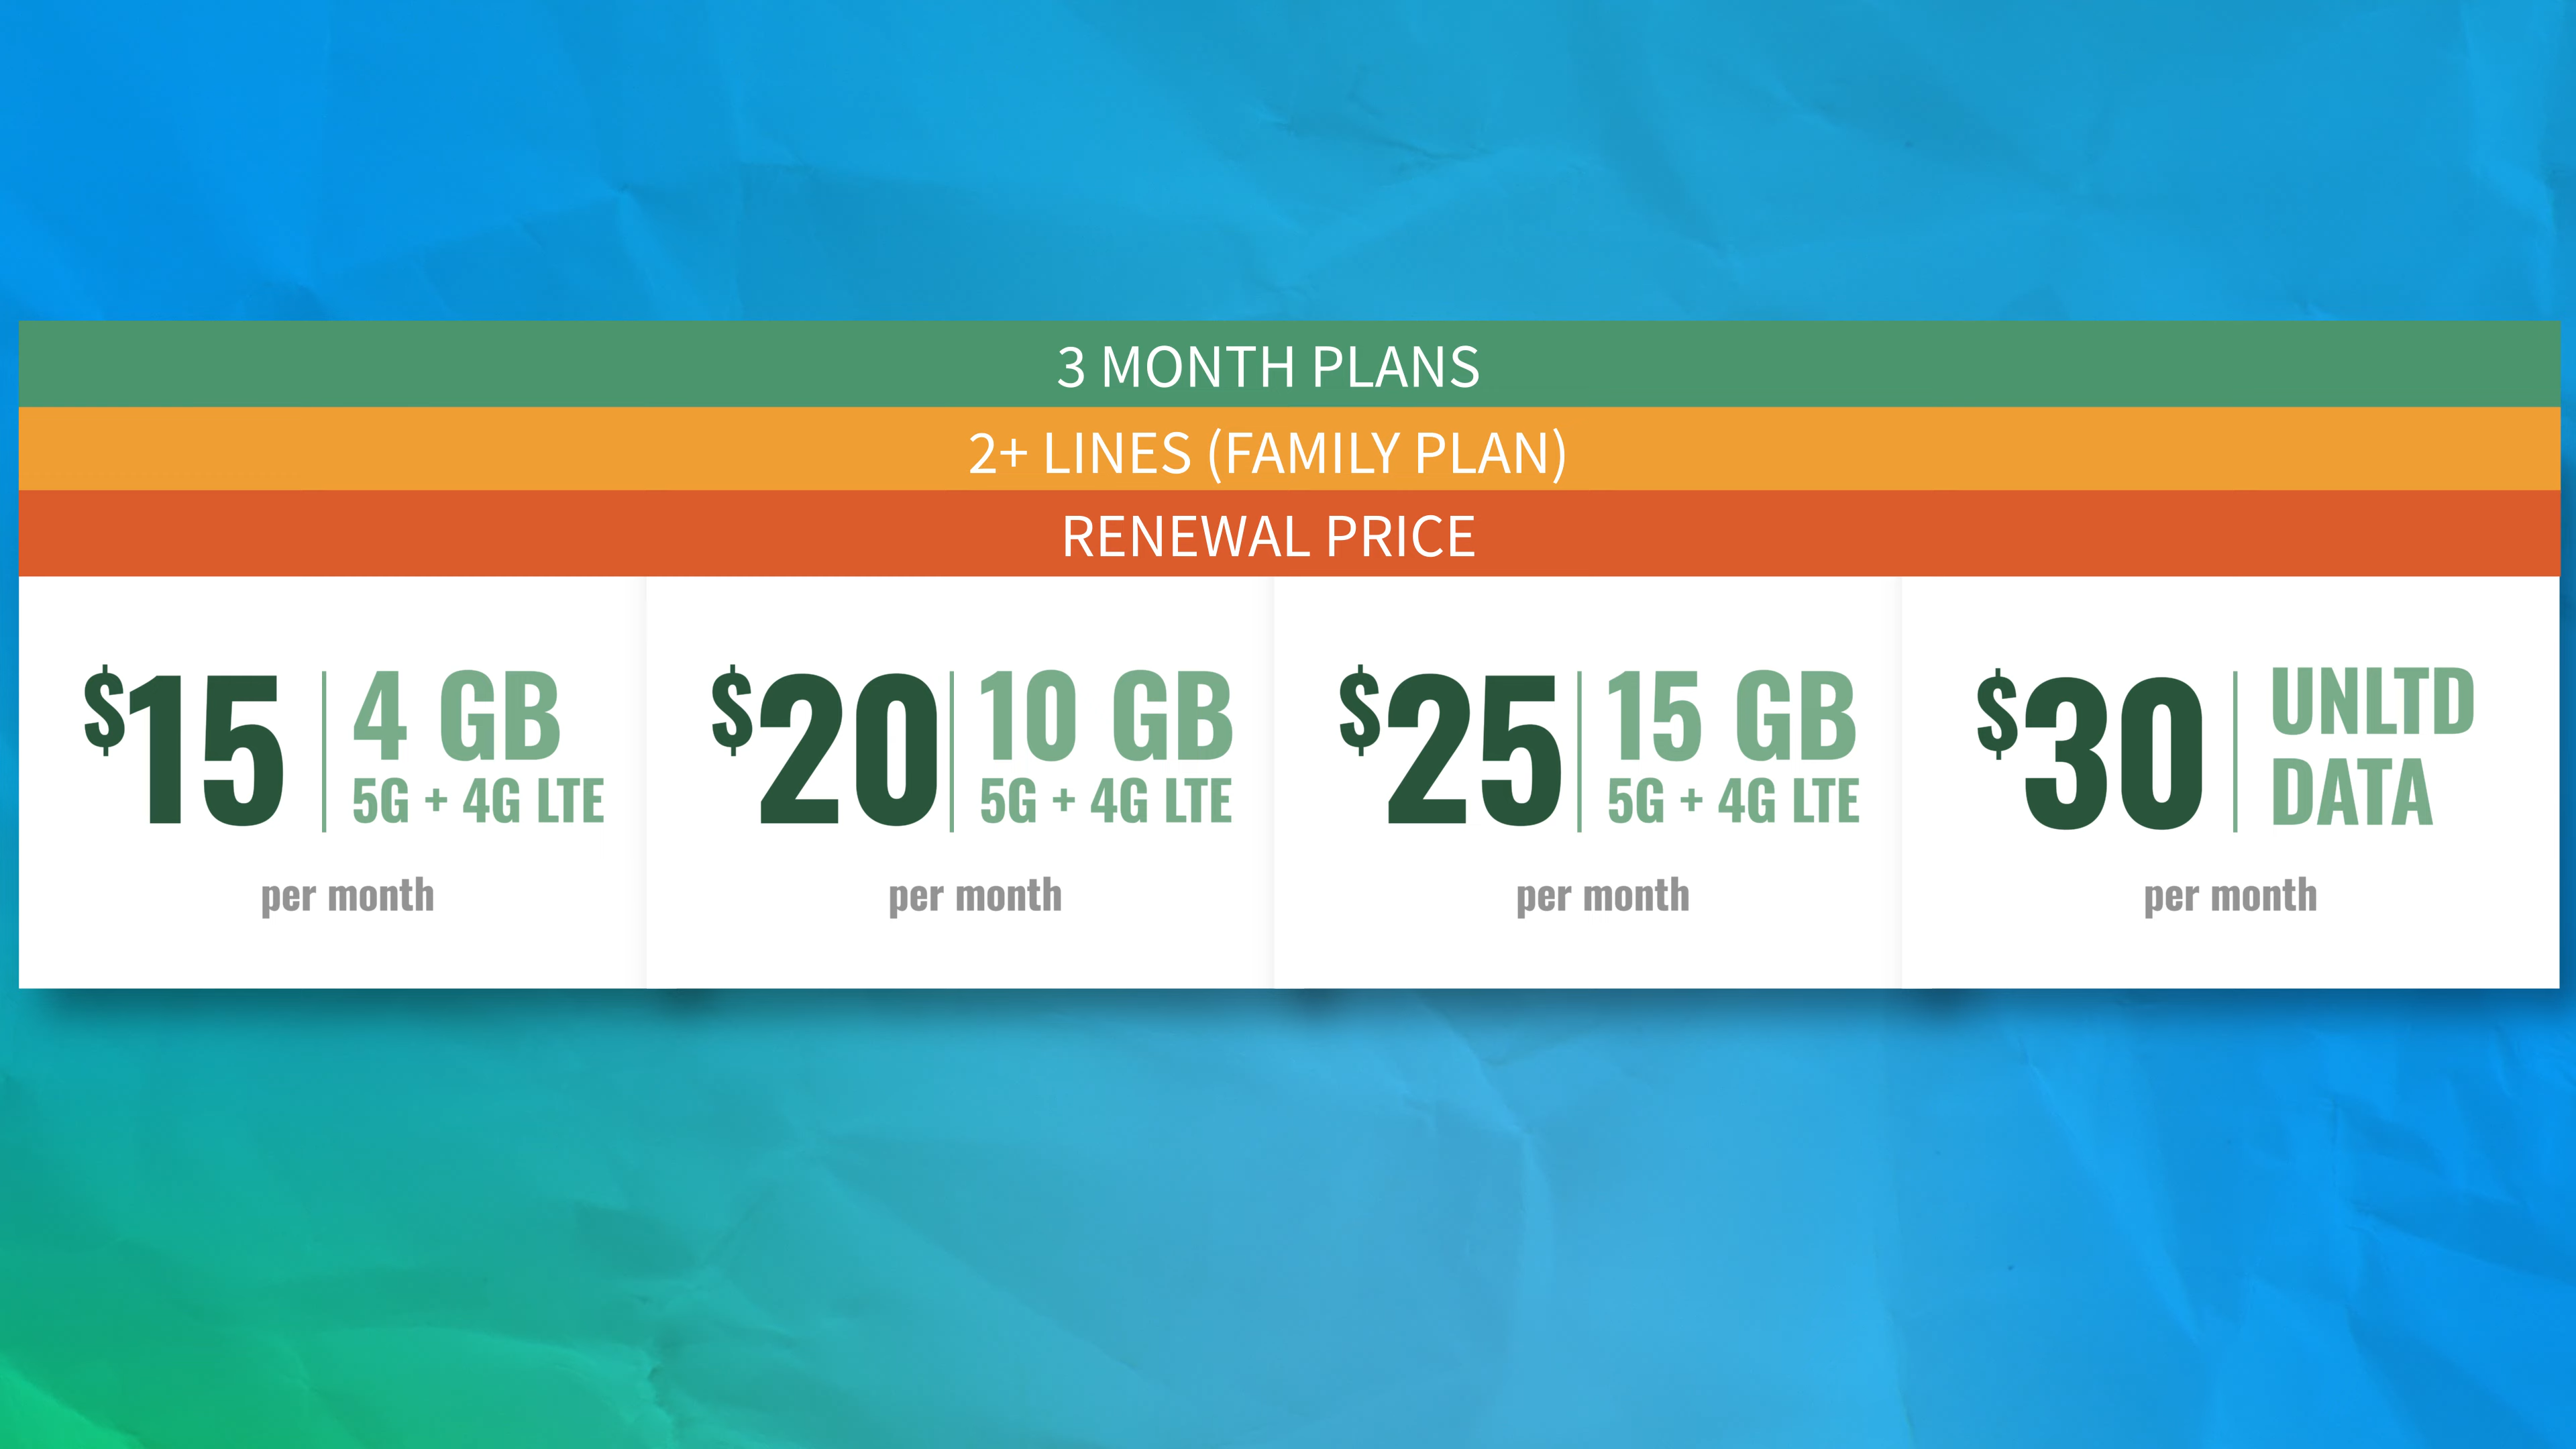 3 MONTH PLANS
2+ LINES (FAMILY PLAN)
RENEWAL PRICE
$15
4 GB
5G + 4G LTE
per month
$20
10 GB
5G + 4G LTE
per month
$25
15 GB
5G + 4G LTE
per month
$30
UNLTD
DATA
per month